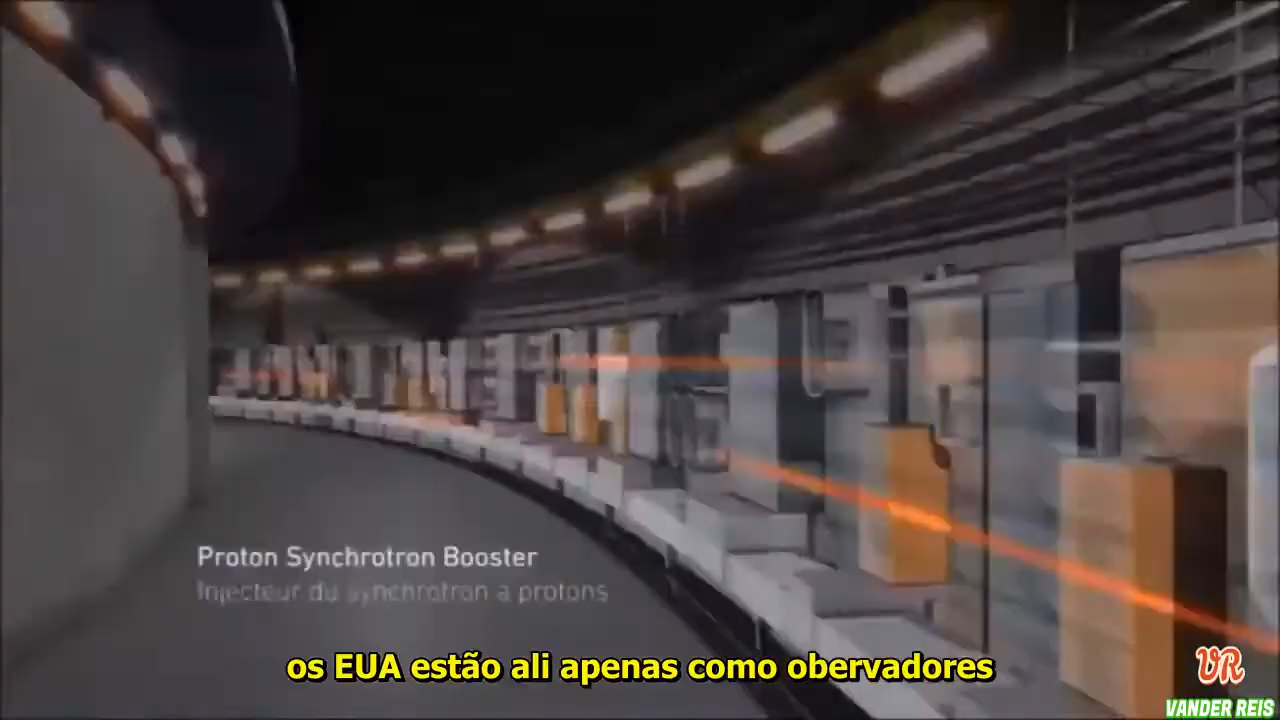 Proton Synchrotron Booster
Injecteur du synchrotron a protons
os EUA estão ali apenas como obervadores
VR
VANDER REIS